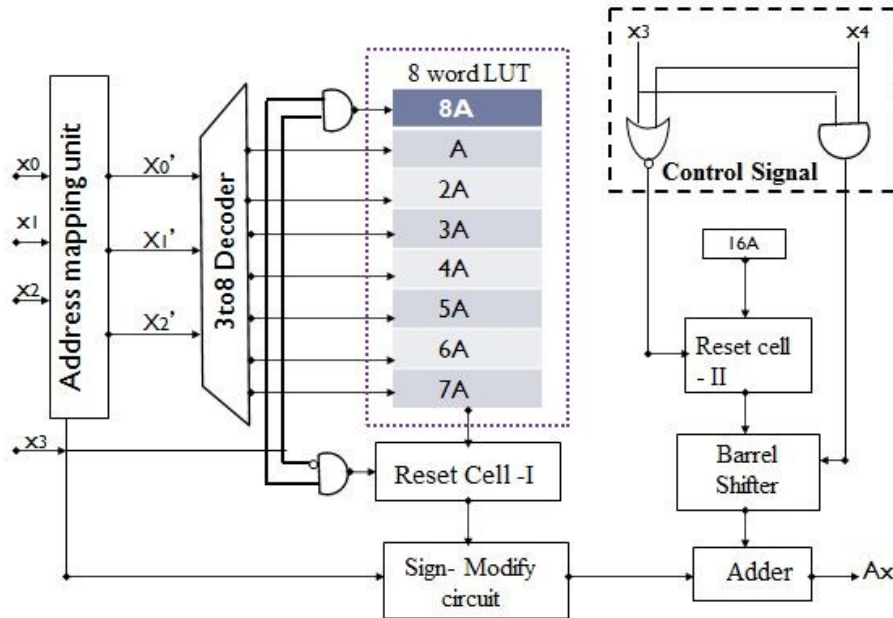 x3
x4
8 word LUT
8A
A
2A
3A
4A
5A
6A
7A
x0
x1
x2
Address mapping unit
X0'
X1'
X2'
3to8 Decoder
Control Signal
16A
Reset cell
- II
x3
Reset Cell -I
Barrel
Shifter
Sign- Modify
circuit
Adder
Ax